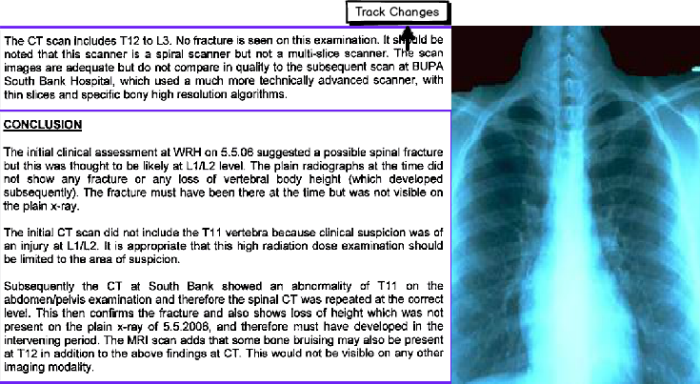 Track Changes
The CT scan includes T12 to L3. No fracture is seen on this examination. It should be
noted that this scanner is a spiral scanner but not a multi-slice scanner. The scan
images are adequate but do not compare in quality to the subsequent scan at BUPA
South Bank Hospital, which used a much more technically advanced scanner, with
thin slices and specific bony high resolution algorithms.
CONCLUSION
The initial clinical assessment at WRH on 5.5.06 suggested a possible spinal fracture
but this was thought to be likely at L1/L2 level. The plain radiographs at the time did
not show any fracture or any loss of vertebral body height (which developed
subsequently). The fracture must have been there at the time but was not visible on
the plain x-ray.
The initial CT scan did not include the T11 vertebra because clinical suspicion was of
an injury at L1/L2. It is appropriate that this high radiation dose examination should
be limited to the area of suspicion.
Subsequently the CT at South Bank showed an abnormality of T11 on the
abdomen/pelvis examination and therefore the spinal CT was repeated at the correct
level. This then confirms the fracture and also shows loss of height which was not
present on the plain x-ray of 5.5.2006, and therefore must have developed in the
intervening period. The MRI scan adds that some bone bruising may also be present
at T12 in addition to the above findings at CT. This would not be visible on any other
imaging modality.